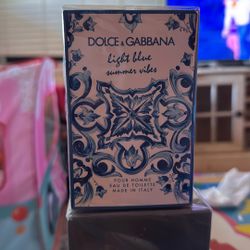 DOLCE & GABBANA
light blue
summer vibes
POUR HOMME
EAU DE TOILETTE
MADE IN ITALY